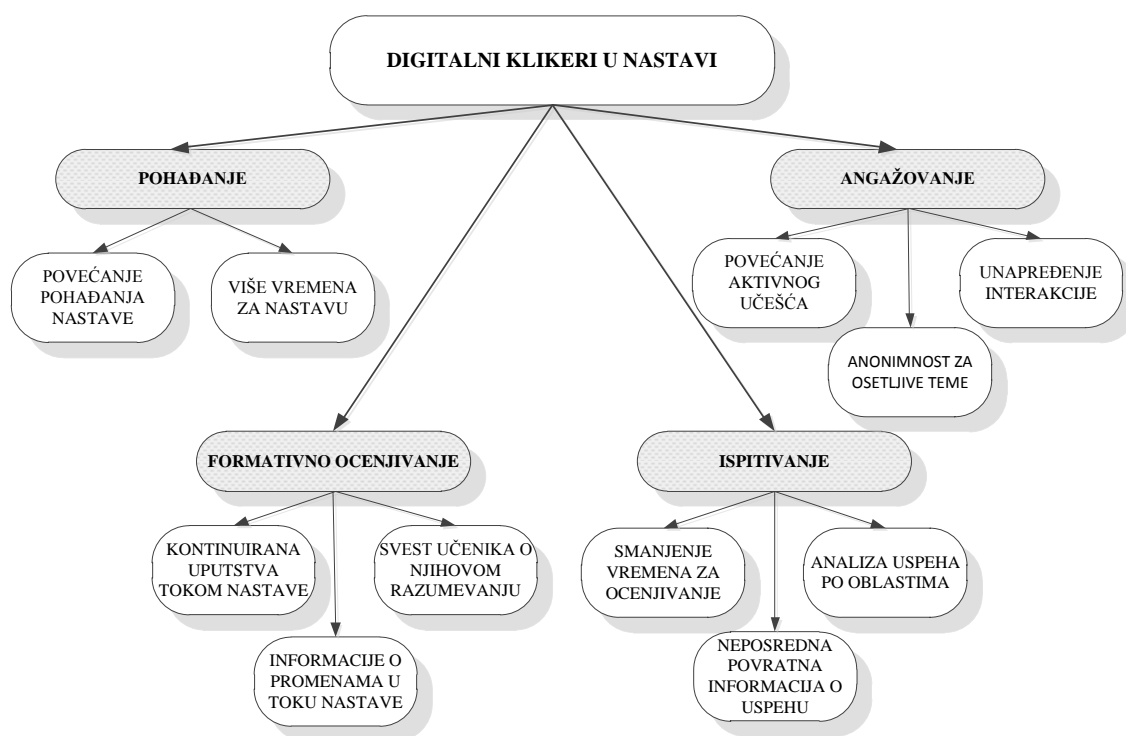 DIGITALNI KLIKERI U NASTAVI
POHAĐANJE
ANGAŽOVANJE
POVEĆANJE
POHAĐANJA
NASTAVE
VIŠE VREMENA
ZA NASTAVU
POVEĆANJE
AKTIVNOG
UČEŠĆA
UNAPREĐENJE
INTERAKCIJE
ANONIMNOST ZA
OSETLJIVE TEME
FORMATIVNO OCENJIVANJE
ISPITIVANJE
KONTINUIRANA
UPUTSTVA
TOKOM NASTAVE
SVEST UČENIKA O
NJIHOVOM
RAZUMEVANJU
SMANJENJE
VREMENA ZA
OCENJIVANJE
ANALIZA USPEHA
PO OBLASTIMA
INFORMACIJE O
PROMENAMA U
TOKU NASTAVE
NEPOSREDNA
POVRATNA
INFORMACIJA O
USPEHU